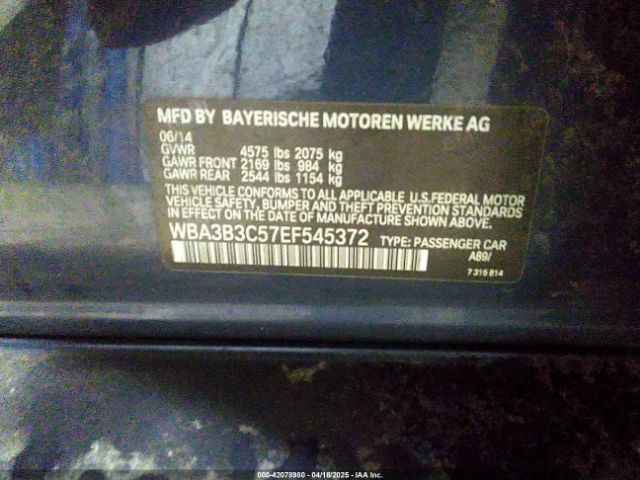 MFD BY BAYERISCHE MOTOREN WERKE AG
06/14
GVWR 4575 lbs 2075 kg
GAWR FRONT 2169 lbs 984 kg
GAWR REAR 2544 lbs 1154 kg
THIS VEHICLE CONFORMS TO ALL APPLICABLE U.S.FEDERAL MOTOR
VEHICLE SAFETY, BUMPER AND THEFT PREVENTION STANDARDS
IN EFFECT ON THE DATE OF MANUFACTURE SHOWN ABOVE.
WBA3B3C57EF545372 TYPE: PASSENGER CAR
A89/
7 315 814
000-42078980 - 04/18/2025 - IAA Inc.